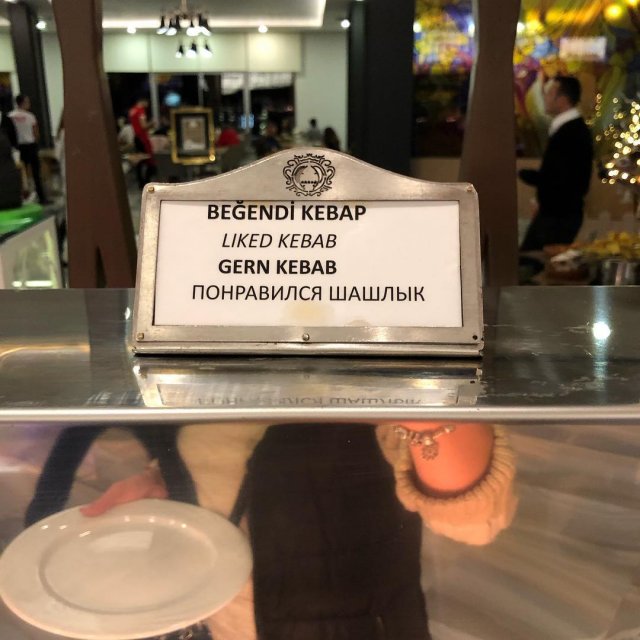 BEĞENDİ KEBAP
LIKED KEBAB
GERN KEBAB
ПОНРАВИЛСЯ ШАШЛЫК